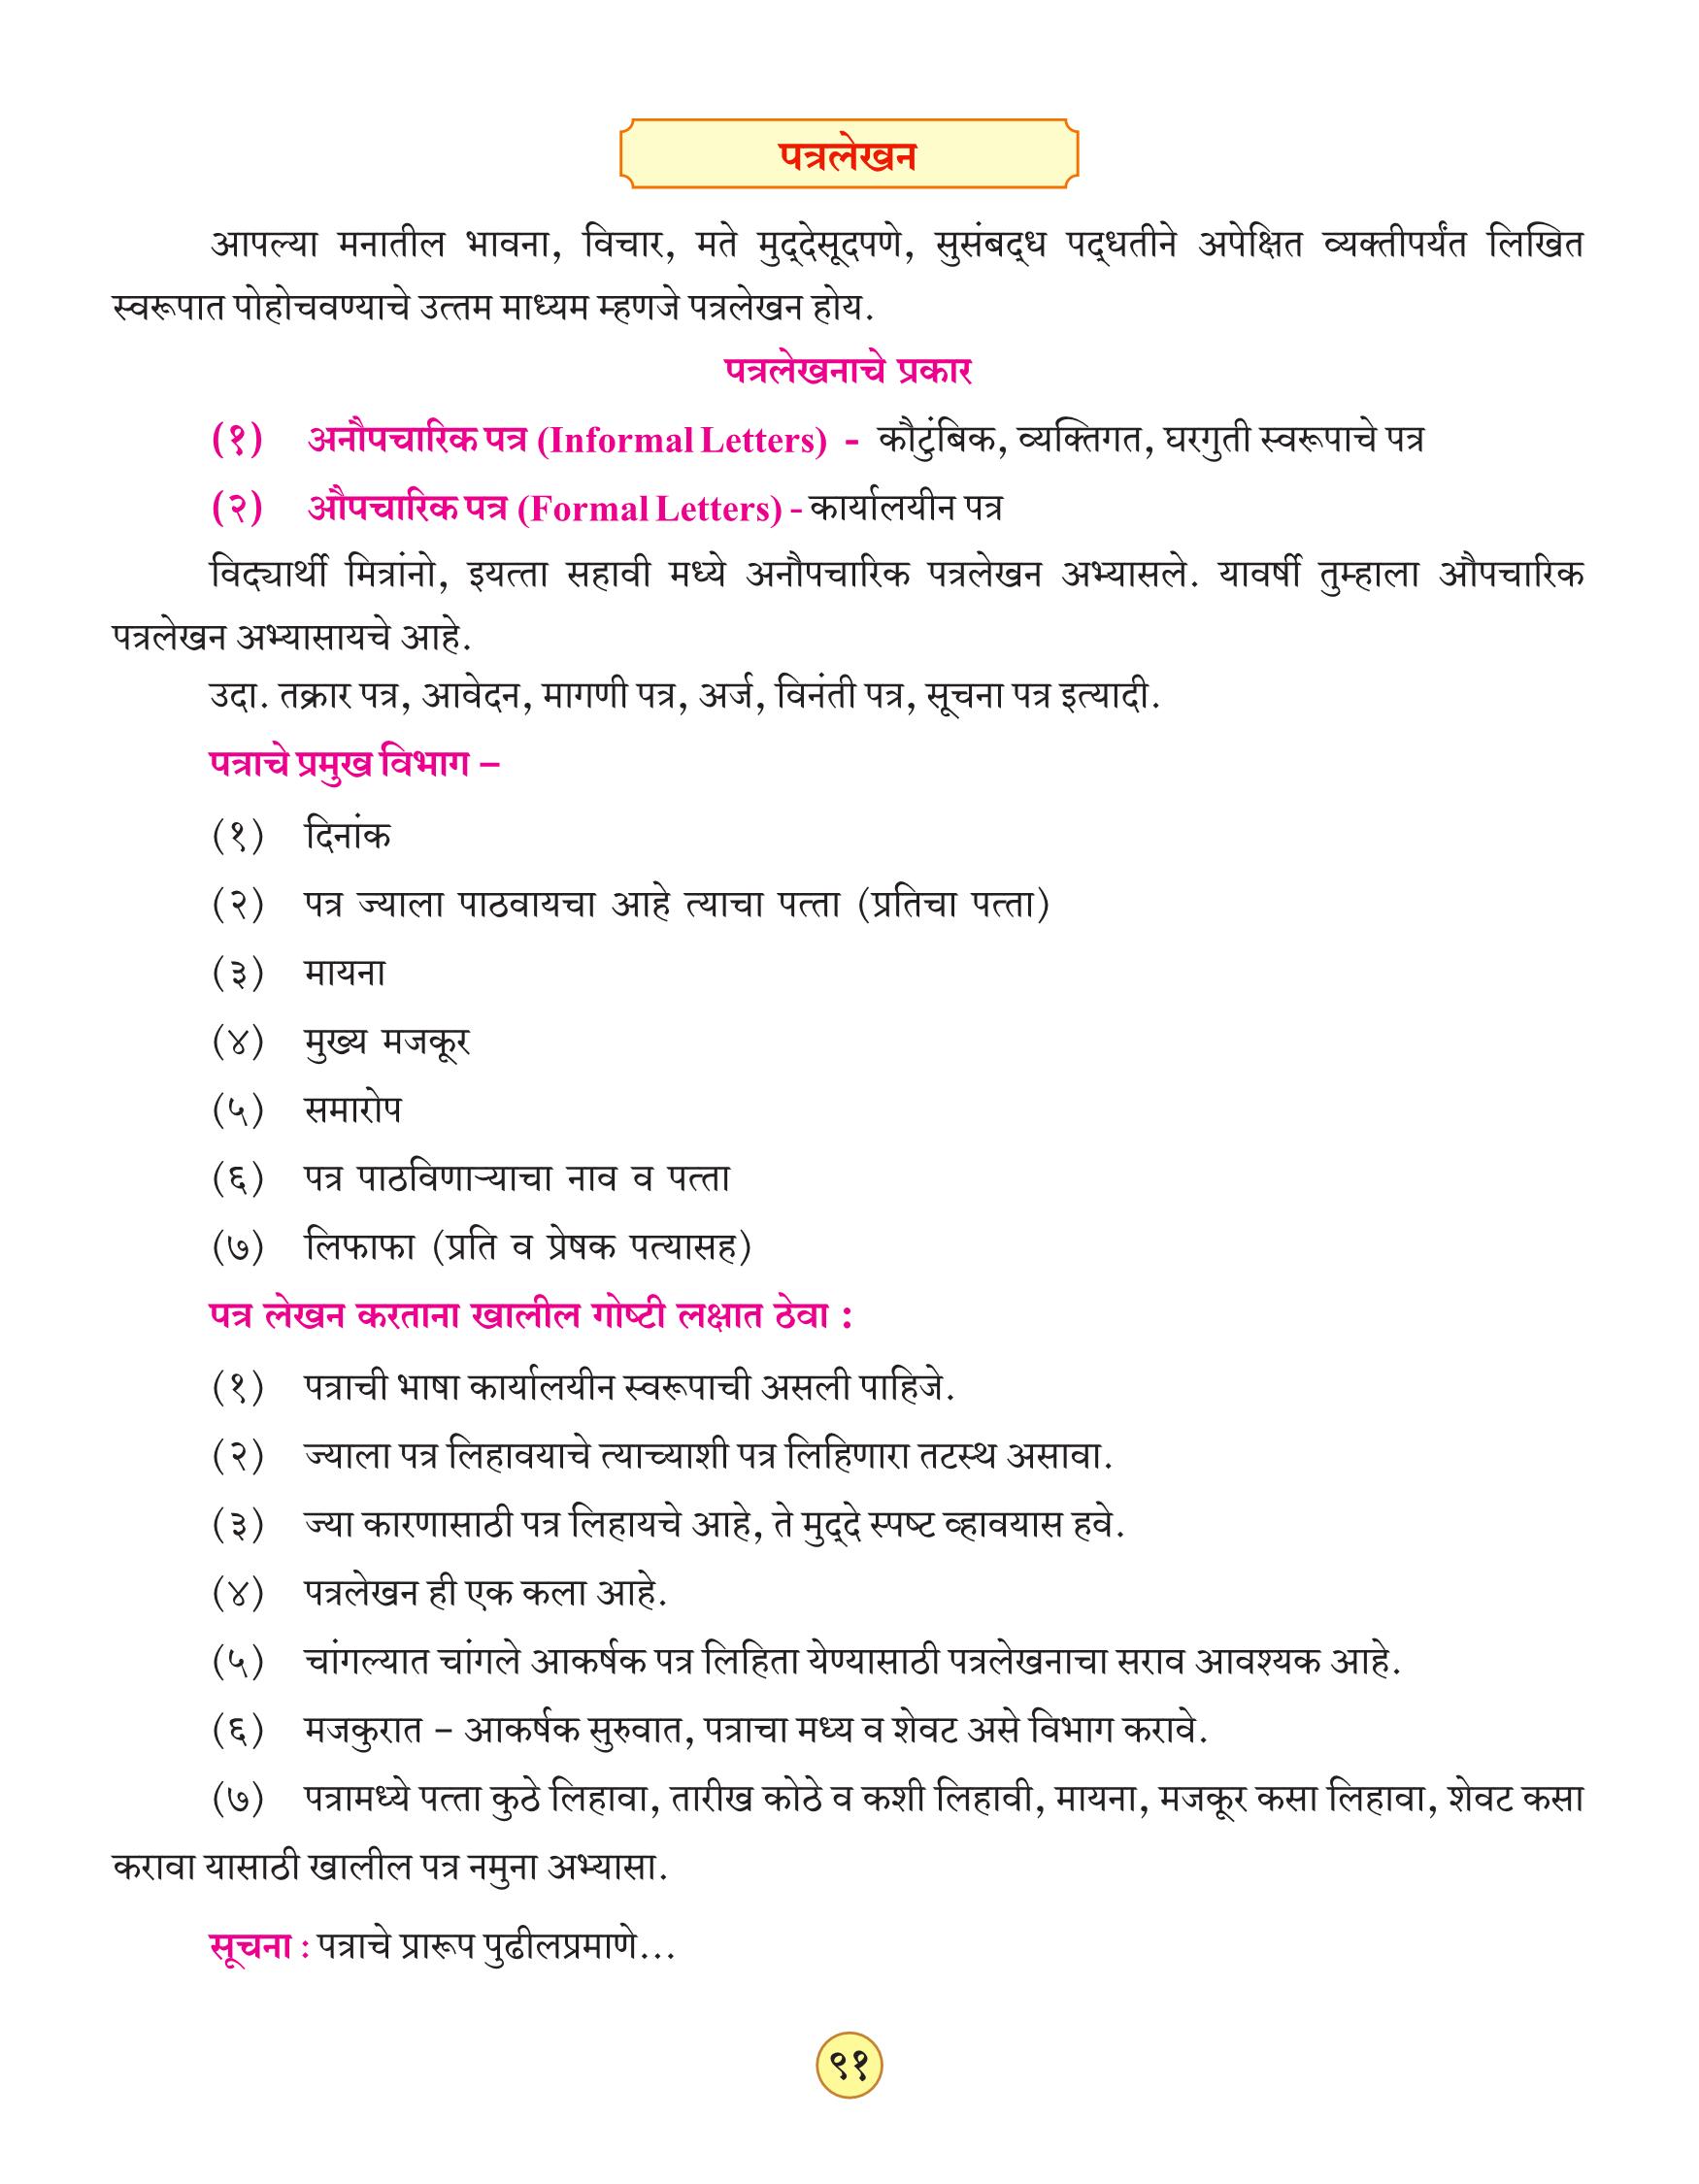 पत्रलेखन
आपल्या मनातील भावना, विचार, मते मुद्‌देसूदपणे, सुसंबद्‌ध पद्‌धतीने अपेक्षित व्यक्तीपर्यंत लिखित
स्वरूपात पोहोचवण्याचे उत्तम माध्यम म्हणजे पत्रलेखन होय.
पत्रलेखनाचे प्रकार
(१) अनौपचारिक पत्र (Informal Letters) - कौटुंबिक, व्यक्तिगत, घरगुती स्वरूपाचे पत्र
(२) औपचारिक पत्र (Formal Letters) - कार्यालयीन पत्र
विद्यार्थी मित्रांनो, इयत्ता सहावी मध्ये अनौपचारिक पत्रलेखन अभ्यासले. यावर्षी तुम्हाला औपचारिक
पत्रलेखन अभ्यासायचे आहे.
उदा. तक्रार पत्र, आवेदन, मागणी पत्र, अर्ज, विनंती पत्र, सूचना पत्र इत्यादी.
पत्राचे प्रमुख विभाग –
(१) दिनांक
(२) पत्र ज्याला पाठवायचा आहे त्याचा पत्ता (प्रतिचा पत्ता)
(३) मायना
(४) मुख्य मजकूर
(५) समारोप
(६) पत्र पाठविणाऱ्याचा नाव व पत्ता
(७) लिफाफा (प्रति व प्रेषक पत्यासह)
पत्र लेखन करताना खालील गोष्टी लक्षात ठेवा :
(१) पत्राची भाषा कार्यालयीन स्वरूपाची असली पाहिजे.
(२) ज्याला पत्र लिहावयाचे त्याच्याशी पत्र लिहिणारा तटस्थ असावा.
(३) ज्या कारणासाठी पत्र लिहायचे आहे, ते मुद्‌दे स्पष्ट व्हावयास हवे.
(४) पत्रलेखन ही एक कला आहे.
(५) चांगल्यात चांगले आकर्षक पत्र लिहिता येण्यासाठी पत्रलेखनाचा सराव आवश्यक आहे.
(६) मजकुरात – आकर्षक सुरुवात, पत्राचा मध्य व शेवट असे विभाग करावे.
(७) पत्रामध्ये पत्ता कुठे लिहावा, तारीख कोठे व कशी लिहावी, मायना, मजकूर कसा लिहावा, शेवट कसा
करावा यासाठी खालील पत्र नमुना अभ्यासा.
सूचना : पत्राचे प्रारूप पुढीलप्रमाणे...
९१